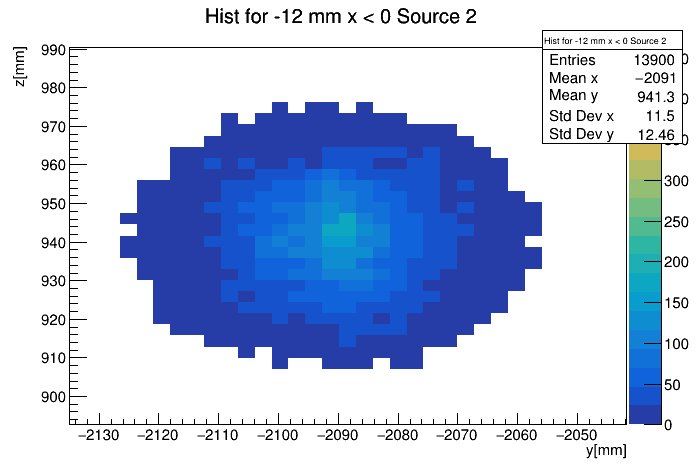 Hist for -12 mm x < 0 Source 2
Hist for -12 mm x < 0 Source 2
Entries 13900
Mean x −2091
Mean y 941.3
Std Dev x 11.5
Std Dev y 12.46
z[mm]
990
980
970
960
950
940
930
920
910
900
300
250
200
150
100
50
0
−2130 −2120 −2110 −2100 −2090 −2080 −2070 −2060 −2050
y[mm]